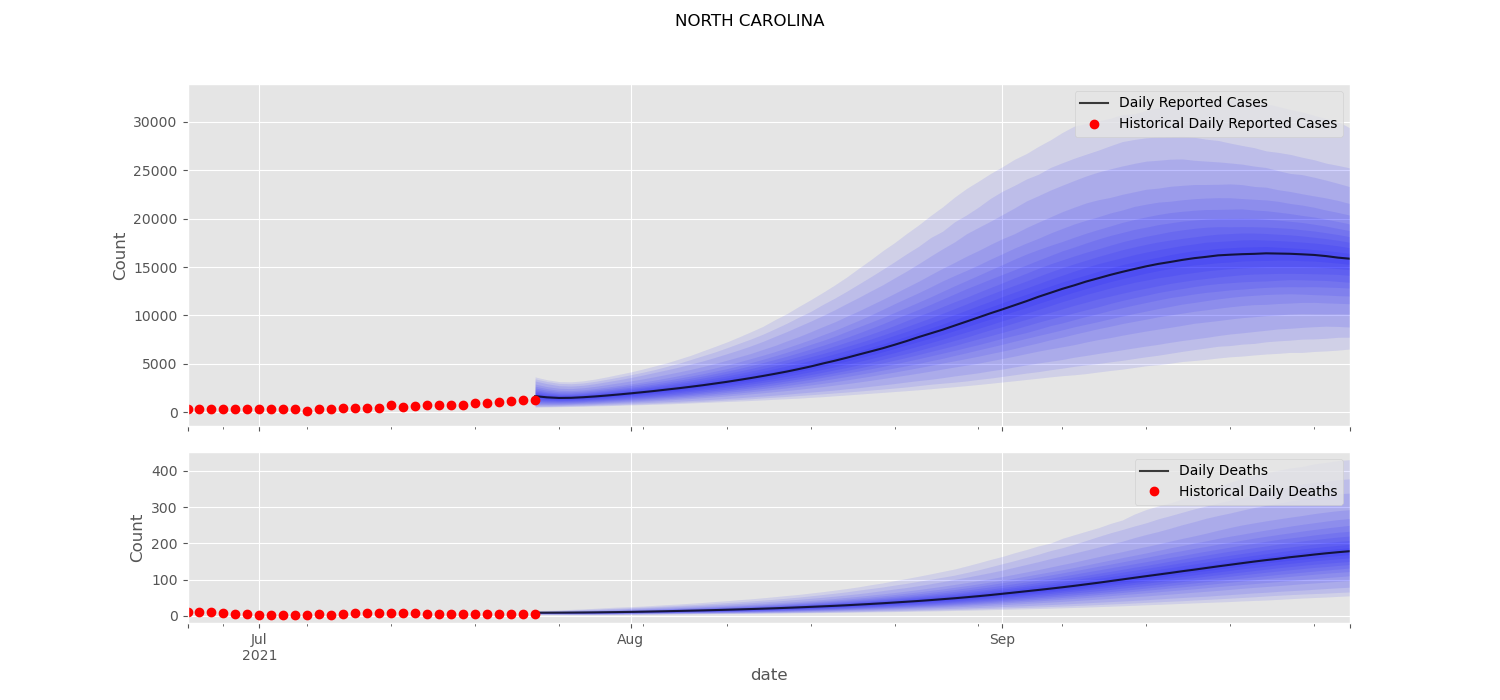 NORTH CAROLINA
Daily Reported Cases
Historical Daily Reported Cases
30000
25000
20000
15000
10000
5000
0
Count
Daily Deaths
Historical Daily Deaths
400
300
200
100
0
Count
Jul
2021
Aug
Sep
date